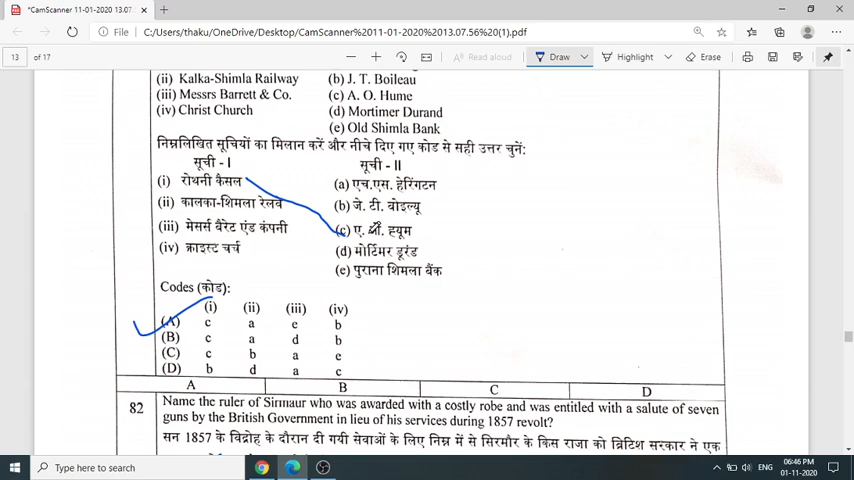 *CamScanner 11-01-2020 13.07.5
C:/Users/thaku/OneDrive/Desktop/CamScanner%2011-01-2020%2013.07.56%20(1).pdf
13 of 17
Read aloud
Draw
Highlight
Erase
(ii) Kalka-Shimla Railway (b) J. T. Boileau
(iii) Messrs Barrett & Co. (c) A. O. Hume
(iv) Christ Church (d) Mortimer Durand
(e) Old Shimla Bank
निम्नलिखित सूचियों का मिलान करें और नीचे दिए गए कोड से सही उत्तर चुनें:
सूची - I सूची - II
(i) रोथनी कैसल (a) एच.एस. हेरिंगटन
(ii) कालका-शिमला रेलवे (b) जे. टी. बोइल्यू
(iii) मेसर्स बैरेट एंड कंपनी (c) ए. ओ. ह्यूम
(iv) क्राइस्ट चर्च (d) मोर्टिमर डूरंड
(e) पुराना शिमला बैंक
Codes (कोड):
(i) (ii) (iii) (iv)
(A) c a e b
(B) c a d b
(C) c b a e
(D) b d a c
A B C D
82 Name the ruler of Sirmaur who was awarded with a costly robe and was entitled with a salute of seven
guns by the British Government in lieu of his services during 1857 revolt?
सन 1857 के विद्रोह के दौरान दी गयी सेवाओं के लिए निम्न में से सिरमौर के किस राजा को ब्रिटिश सरकार ने एक
Type here to search
ENG
06:46 PM
01-11-2020